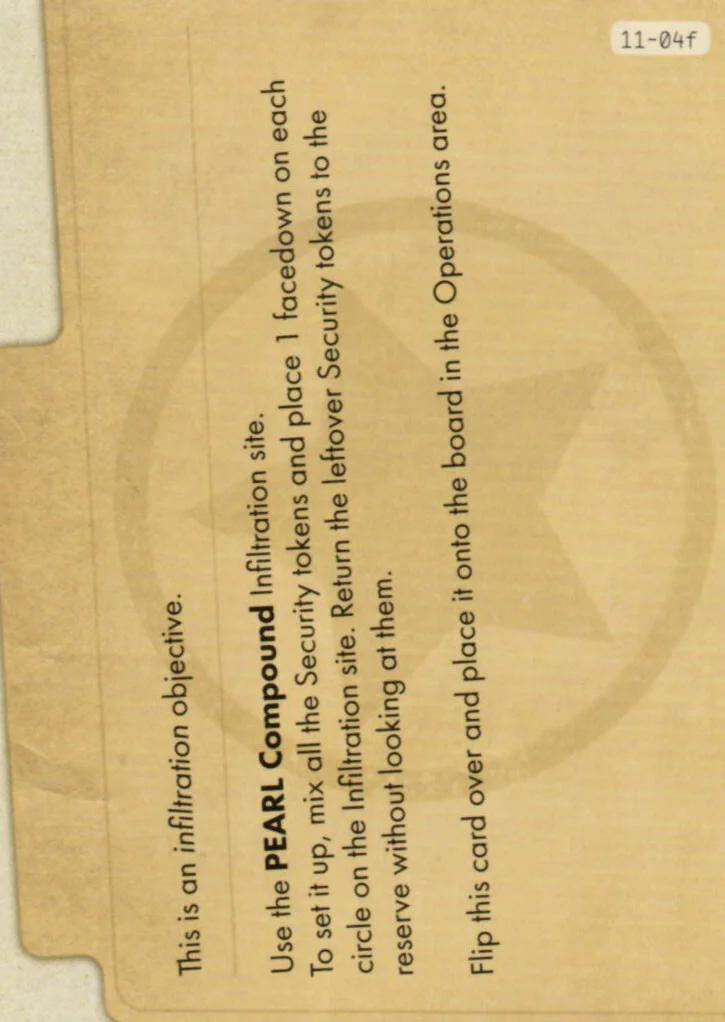 11-04f
This is an infiltration objective.
Use the PEARL Compound Infiltration site.
To set it up, mix all the Security tokens and place 1 facedown on each
circle on the Infiltration site. Return the leftover Security tokens to the
reserve without looking at them.
Flip this card over and place it onto the board in the Operations area.